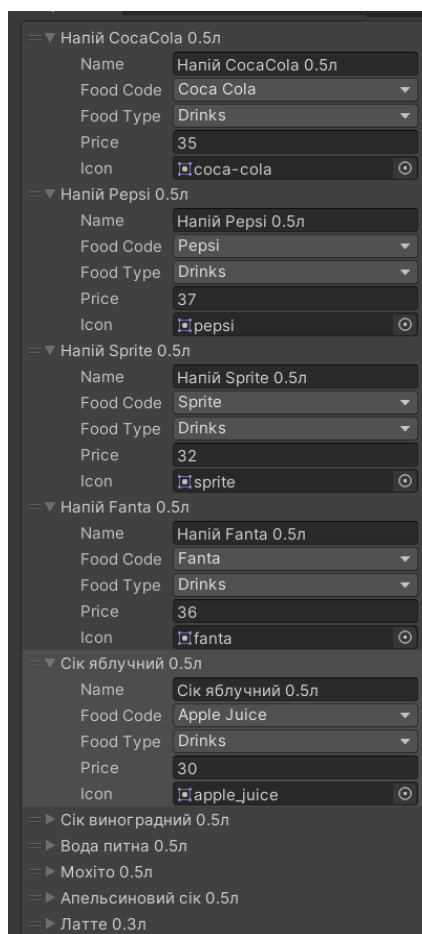 Напій CocaCola 0.5л
Name Напій CocaCola 0.5л
Food Code Coca Cola
Food Type Drinks
Price 35
Icon coca-cola
Напій Pepsi 0.5л
Name Напій Pepsi 0.5л
Food Code Pepsi
Food Type Drinks
Price 37
Icon pepsi
Напій Sprite 0.5л
Name Напій Sprite 0.5л
Food Code Sprite
Food Type Drinks
Price 32
Icon sprite
Напій Fanta 0.5л
Name Напій Fanta 0.5л
Food Code Fanta
Food Type Drinks
Price 36
Icon fanta
Сік яблучний 0.5л
Name Сік яблучний 0.5л
Food Code Apple Juice
Food Type Drinks
Price 30
Icon apple_juice
Сік виноградний 0.5л
Вода питна 0.5л
Мохіто 0.5л
Апельсиновий сік 0.5л
Латте 0.3л